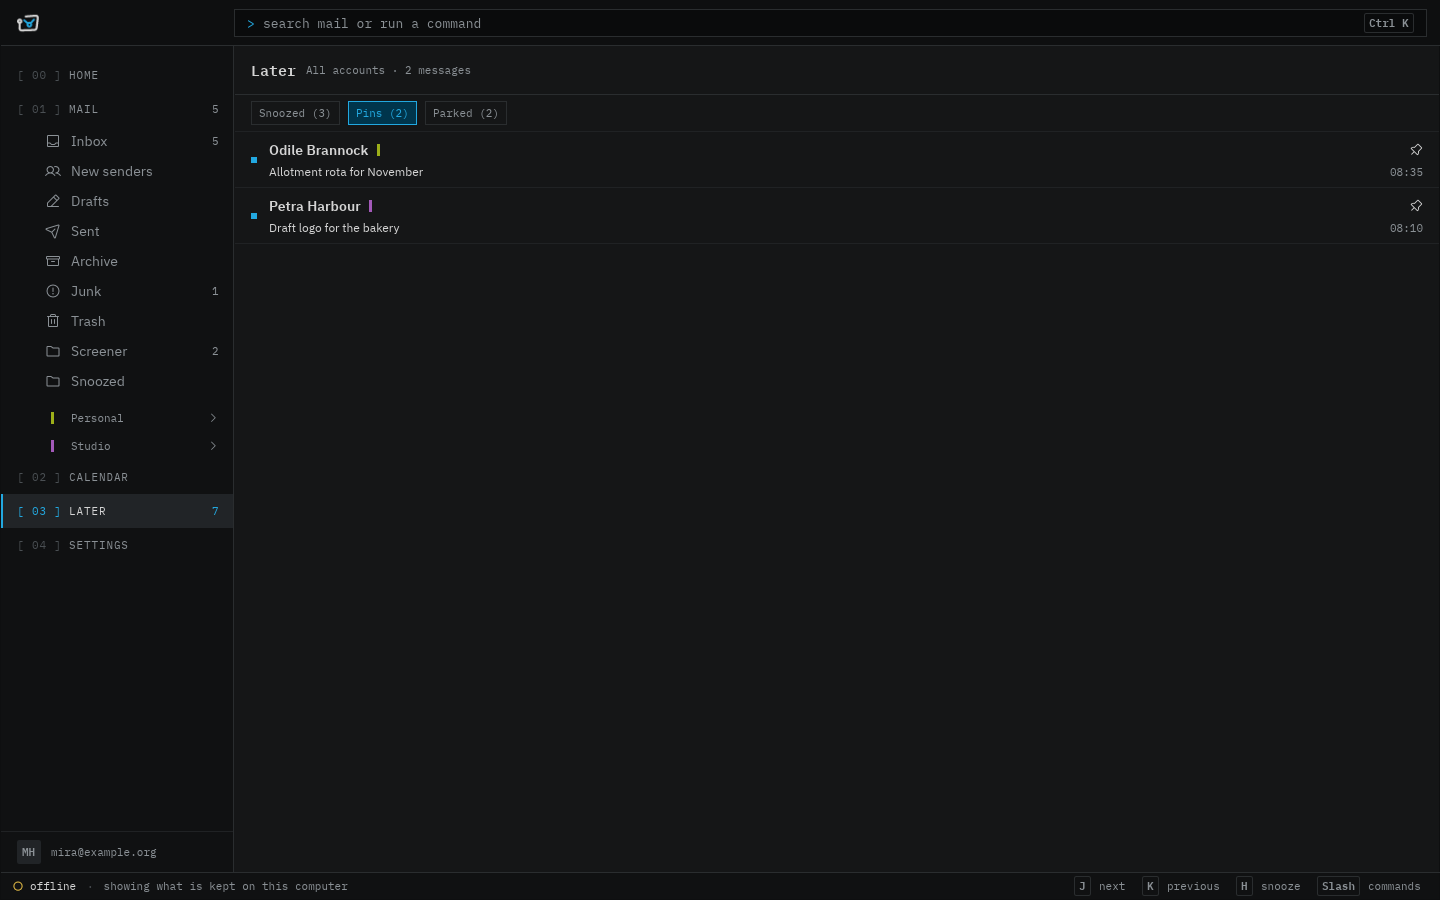 > search mail or run a command Ctrl K
[ 00 ] HOME
[ 01 ] MAIL 5
Inbox 5
New senders
Drafts
Sent
Archive
Junk 1
Trash
Screener 2
Snoozed
Personal
Studio
[ 02 ] CALENDAR
[ 03 ] LATER 7
[ 04 ] SETTINGS
MH mira@example.org
Later All accounts · 2 messages
Snoozed (3) Pins (2) Parked (2)
Odile Brannock
Allotment rota for November 08:35
Petra Harbour
Draft logo for the bakery 08:10
offline · showing what is kept on this computer J next K previous H snooze Slash commands